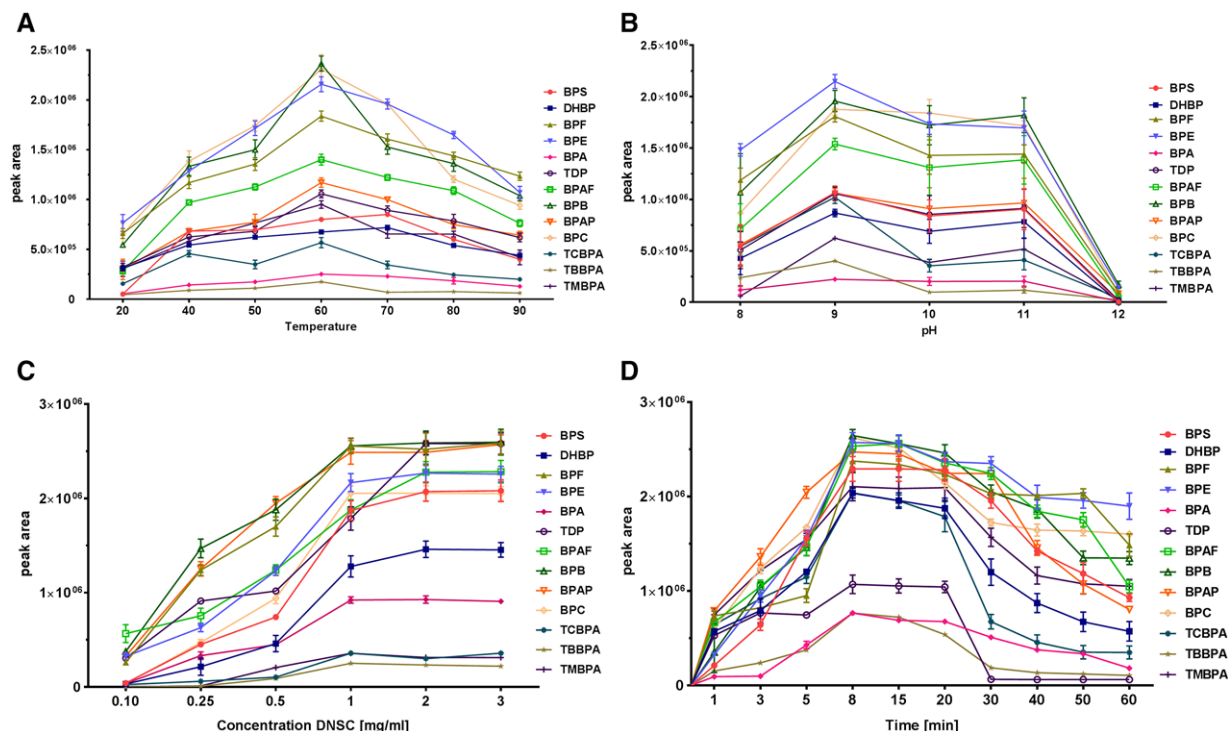 A
2.5×10⁰⁶
2.0×10⁰⁶
1.5×10⁰⁶
1.0×10⁰⁶
5.0×10⁰⁵
0
peak area
20 40 50 60 70 80 90
Temperature
BPS
DHBP
BPF
BPE
BPA
TDP
BPAF
BPB
BPAP
BPC
TCBPA
TBBPA
TMBPA
B
2.5×10⁰⁶
2.0×10⁰⁶
1.5×10⁰⁶
1.0×10⁰⁶
5.0×10⁰⁵
0
peak area
8 9 10 11 12
pH
BPS
DHBP
BPF
BPE
BPA
TDP
BPAF
BPB
BPAP
BPC
TCBPA
TBBPA
TMBPA
C
3×10⁰⁶
2×10⁰⁶
1×10⁰⁶
0
peak area
0.10 0.25 0.5 1 2 3
Concentration DNSC [mg/ml]
BPS
DHBP
BPF
BPE
BPA
TDP
BPAF
BPB
BPAP
BPC
TCBPA
TBBPA
TMBPA
D
3×10⁰⁶
2×10⁰⁶
1×10⁰⁶
0
peak area
1 3 5 8 15 20 30 40 50 60
Time [min]
BPS
DHBP
BPF
BPE
BPA
TDP
BPAF
BPB
BPAP
BPC
TCBPA
TBBPA
TMBPA